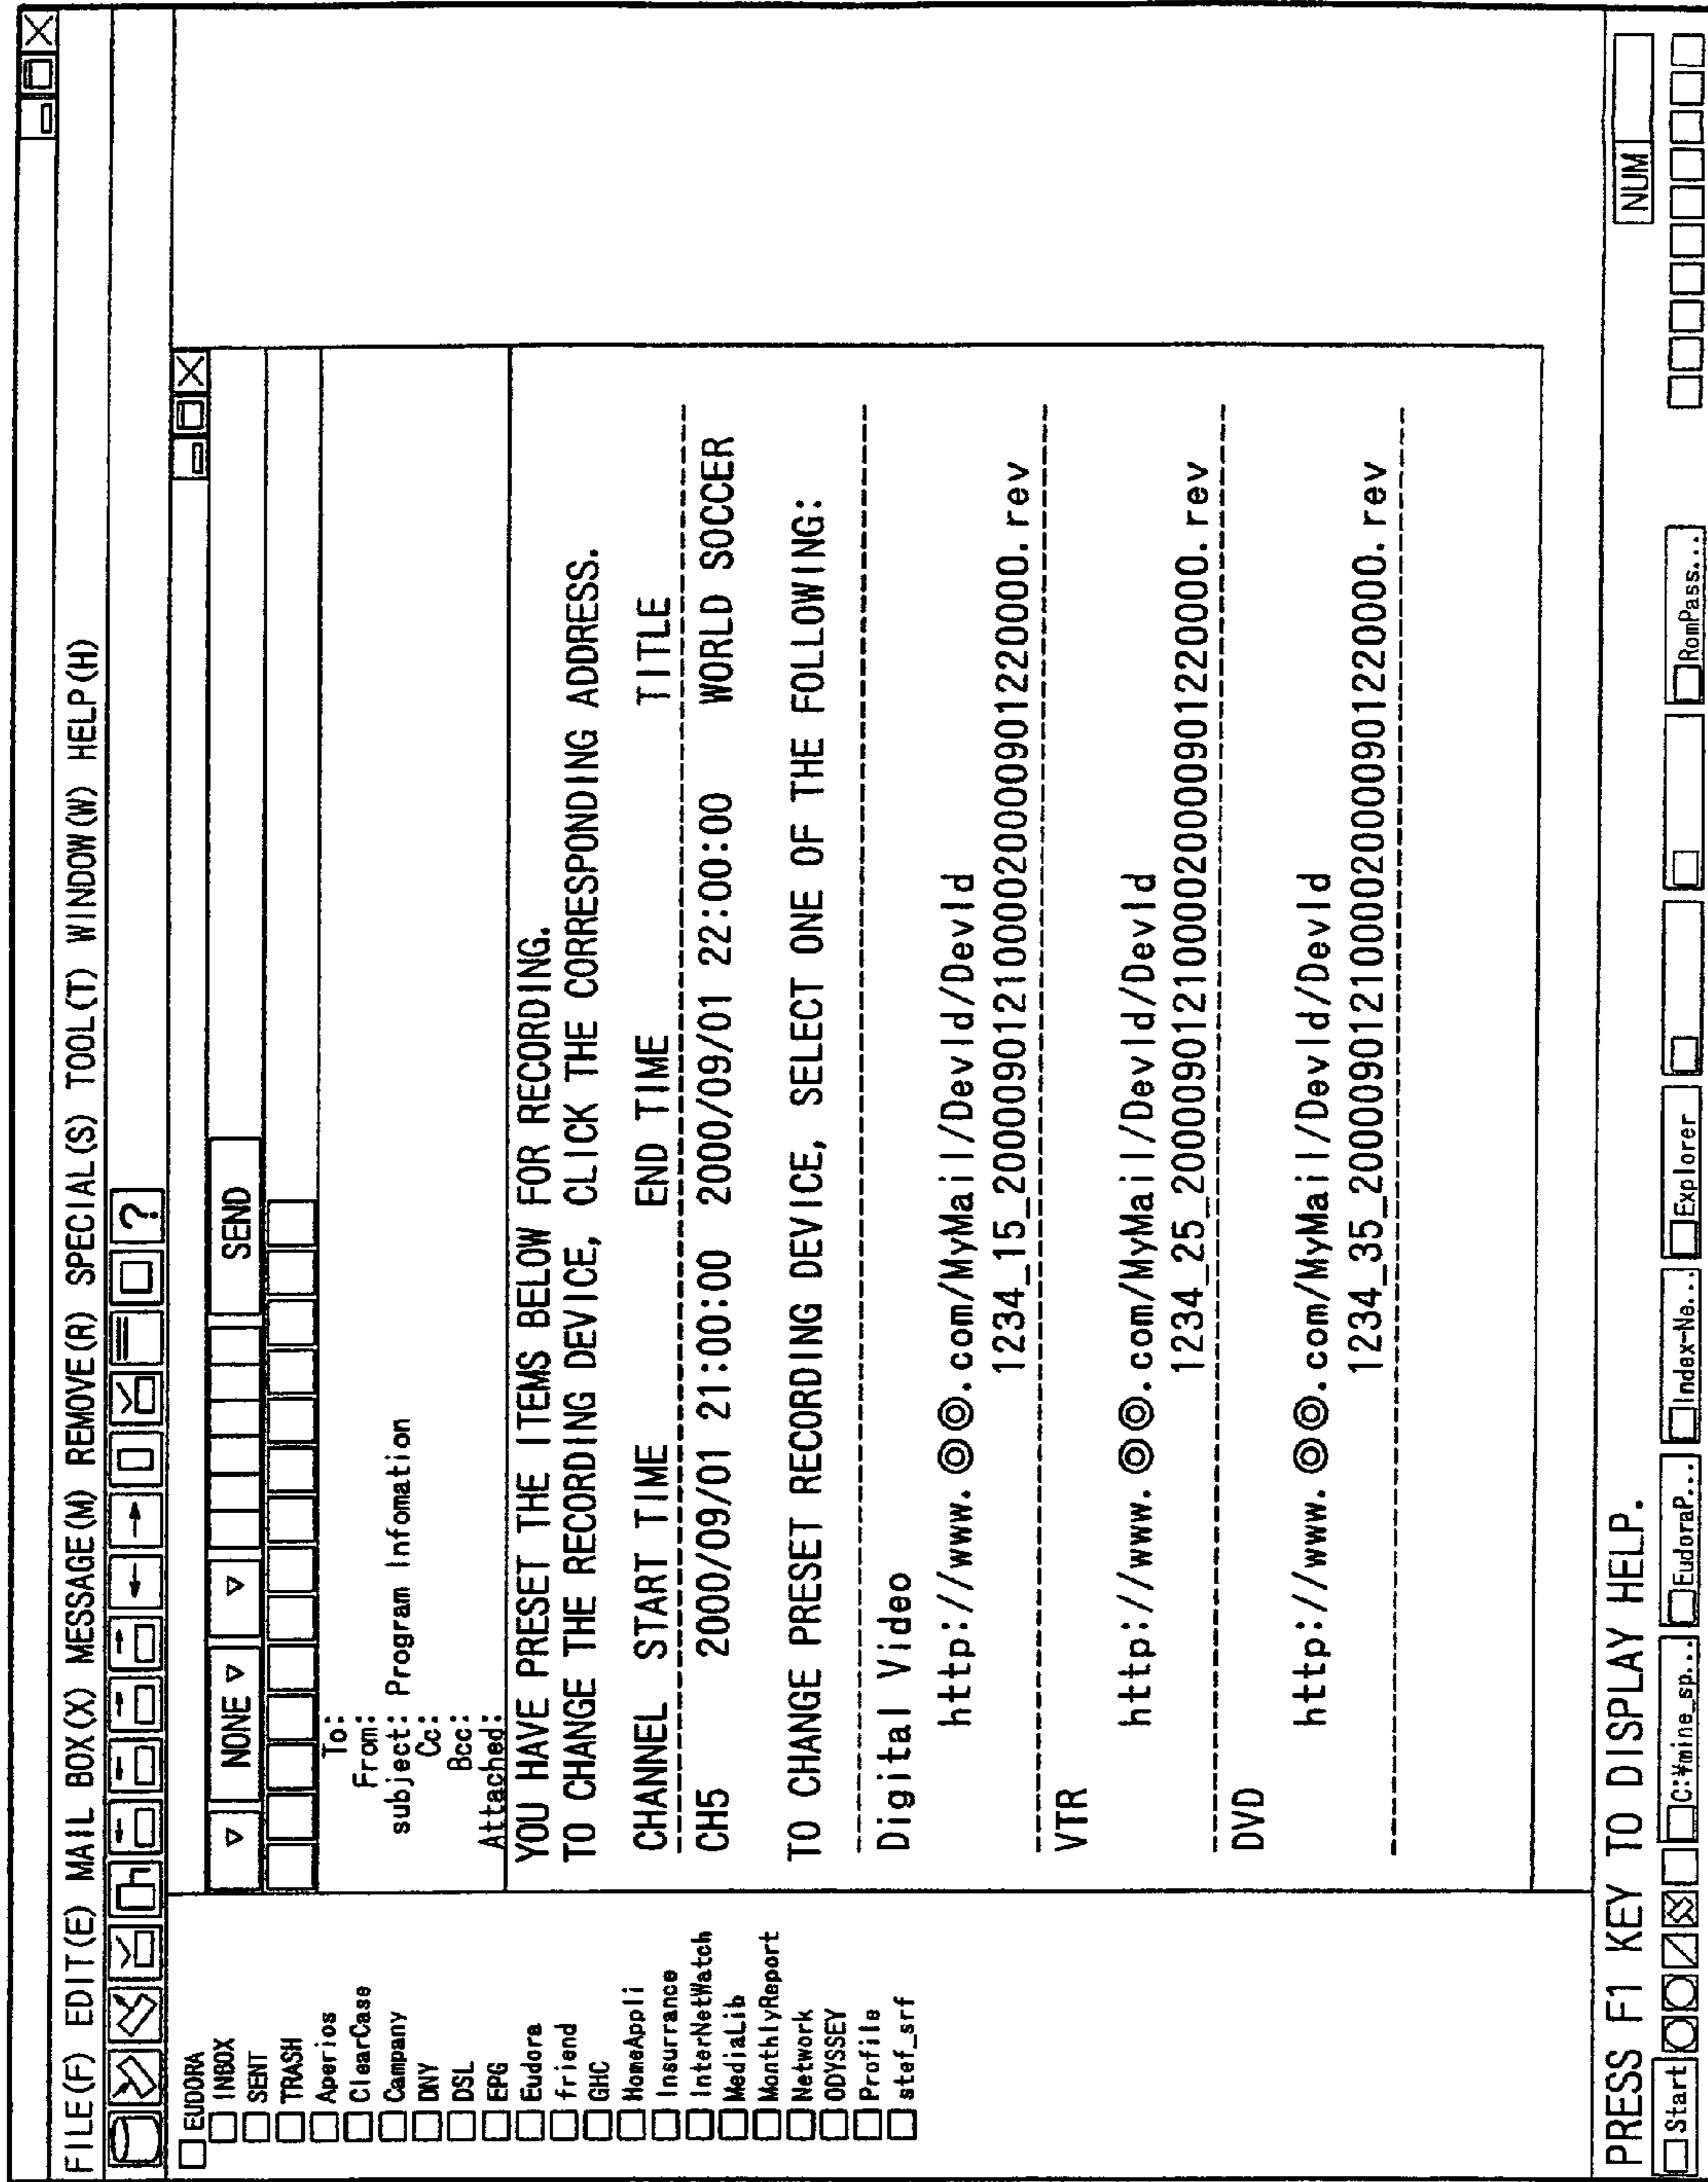 FILE(F) EDIT(E) MAIL BOX(X) MESSAGE(M) REMOVE(R) SPECIAL(S) TOOL(T) WINDOW(W) HELP(H)
?
EUDORA
INBOX
SENT
TRASH
Aperios
ClearCase
Campany
DNY
DSL
EPG
Eudora
friend
GHC
HomeAppli
Insurrance
InterNetWatch
MediaLib
MonthlyReport
Network
ODYSSEY
Profile
stef_srf
NONE
SEND
To:
From:
subject: Program Infomation
Cc:
Bcc:
Attached:
YOU HAVE PRESET THE ITEMS BELOW FOR RECORDING.
TO CHANGE THE RECORDING DEVICE, CLICK THE CORRESPONDING ADDRESS.
CHANNEL START TIME END TIME TITLE
CH5 2000/09/01 21:00:00 2000/09/01 22:00:00 WORLD SOCCER
TO CHANGE PRESET RECORDING DEVICE, SELECT ONE OF THE FOLLOWING:
Digital Video
http://www.◎◎.com/MyMail/DevId/DevId
1234_15_2000090121000020000901220000.rev
VTR
http://www.◎◎.com/MyMail/DevId/DevId
1234_25_2000090121000020000901220000.rev
DVD
http://www.◎◎.com/MyMail/DevId/DevId
1234_35_2000090121000020000901220000.rev
PRESS F1 KEY TO DISPLAY HELP.
NUM
Start C:¥mine_sp... EudoraP... Index-Ne... Explorer RomPass...